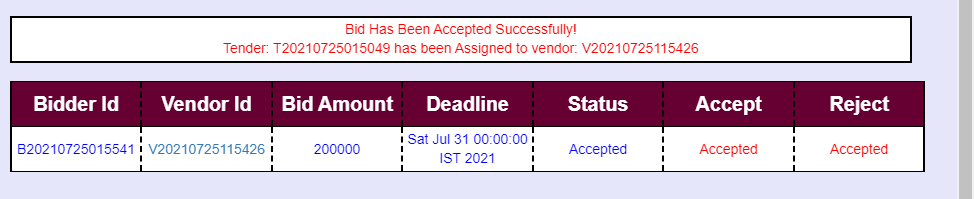 Bid Has Been Accepted Successfully!
Tender: T20210725015049 has been Assigned to vendor: V20210725115426
Bidder Id Vendor Id Bid Amount Deadline Status Accept Reject
B20210725015541 V20210725115426 200000 Sat Jul 31 00:00:00 Accepted Accepted Accepted
IST 2021